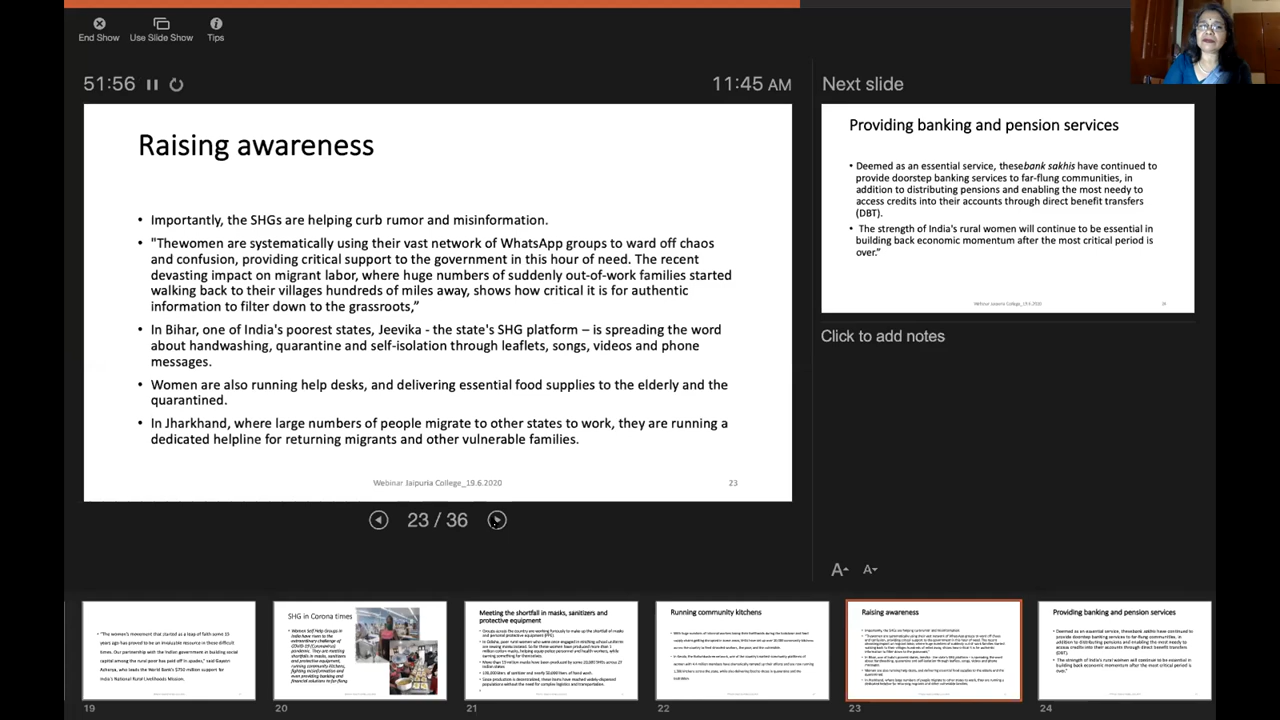 End Show
Use Slide Show
Tips
51:56
11:45 AM
Raising awareness
• Importantly, the SHGs are helping curb rumor and misinformation.
• "Thewomen are systematically using their vast network of WhatsApp groups to ward off chaos
and confusion, providing critical support to the government in this hour of need. The recent
devasting impact on migrant labor, where huge numbers of suddenly out-of-work families started
walking back to their villages hundreds of miles away, shows how critical it is for authentic
information to filter down to the grassroots,”
• In Bihar, one of India's poorest states, Jeevika - the state's SHG platform – is spreading the word
about handwashing, quarantine and self-isolation through leaflets, songs, videos and phone
messages.
• Women are also running help desks, and delivering essential food supplies to the elderly and the
quarantined.
• In Jharkhand, where large numbers of people migrate to other states to work, they are running a
dedicated helpline for returning migrants and other vulnerable families.
Webinar Jaipuria College_19.6.2020
23
23 / 36
Next slide
Providing banking and pension services
• Deemed as an essential service, thesebank sakhis have continued to
provide doorstep banking services to far-flung communities, in
addition to distributing pensions and enabling the most needy to
access credits into their accounts through direct benefit transfers
(DBT).
• The strength of India's rural women will continue to be essential in
building back economic momentum after the most critical period is
over.”
Webinar Jaipuria College_19.6.2020
Click to add notes
A
A
SHG in Corona times
Meeting the shortfall in masks, sanitizers and
protective equipment
Running community kitchens
Raising awareness
Providing banking and pension services
19
20
21
22
23
24